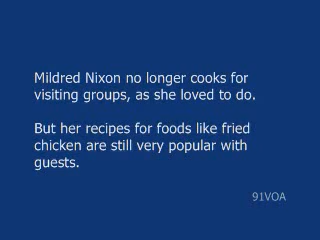 Mildred Nixon no longer cooks for
visiting groups, as she loved to do.
But her recipes for foods like fried
chicken are still very popular with
guests.
91VOA